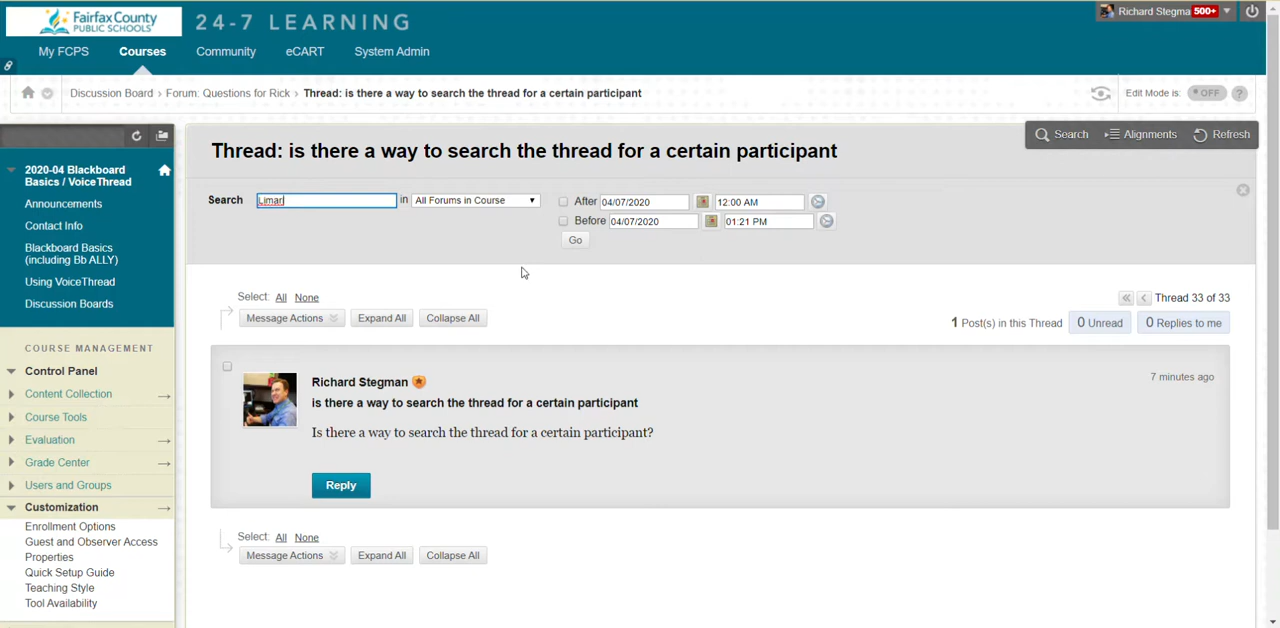 Fairfax County
PUBLIC SCHOOLS
24-7 LEARNING
Richard Stegma 500+
My FCPS Courses Community eCART System Admin
Discussion Board › Forum: Questions for Rick › Thread: is there a way to search the thread for a certain participant
Edit Mode is: OFF ?
Search Alignments Refresh
Thread: is there a way to search the thread for a certain participant
2020-04 Blackboard
Basics / VoiceThread
Announcements
Contact Info
Blackboard Basics
(including Bb ALLY)
Using VoiceThread
Discussion Boards
COURSE MANAGEMENT
Control Panel
Content Collection
Course Tools
Evaluation
Grade Center
Users and Groups
Customization
Enrollment Options
Guest and Observer Access
Properties
Quick Setup Guide
Teaching Style
Tool Availability
Search Limar in All Forums in Course After 04/07/2020 12:00 AM
Before 04/07/2020 01:21 PM
Go
Select: All None
Thread 33 of 33
Message Actions Expand All Collapse All
1 Post(s) in this Thread 0 Unread 0 Replies to me
Richard Stegman
7 minutes ago
is there a way to search the thread for a certain participant
Is there a way to search the thread for a certain participant?
Reply
Select: All None
Message Actions Expand All Collapse All